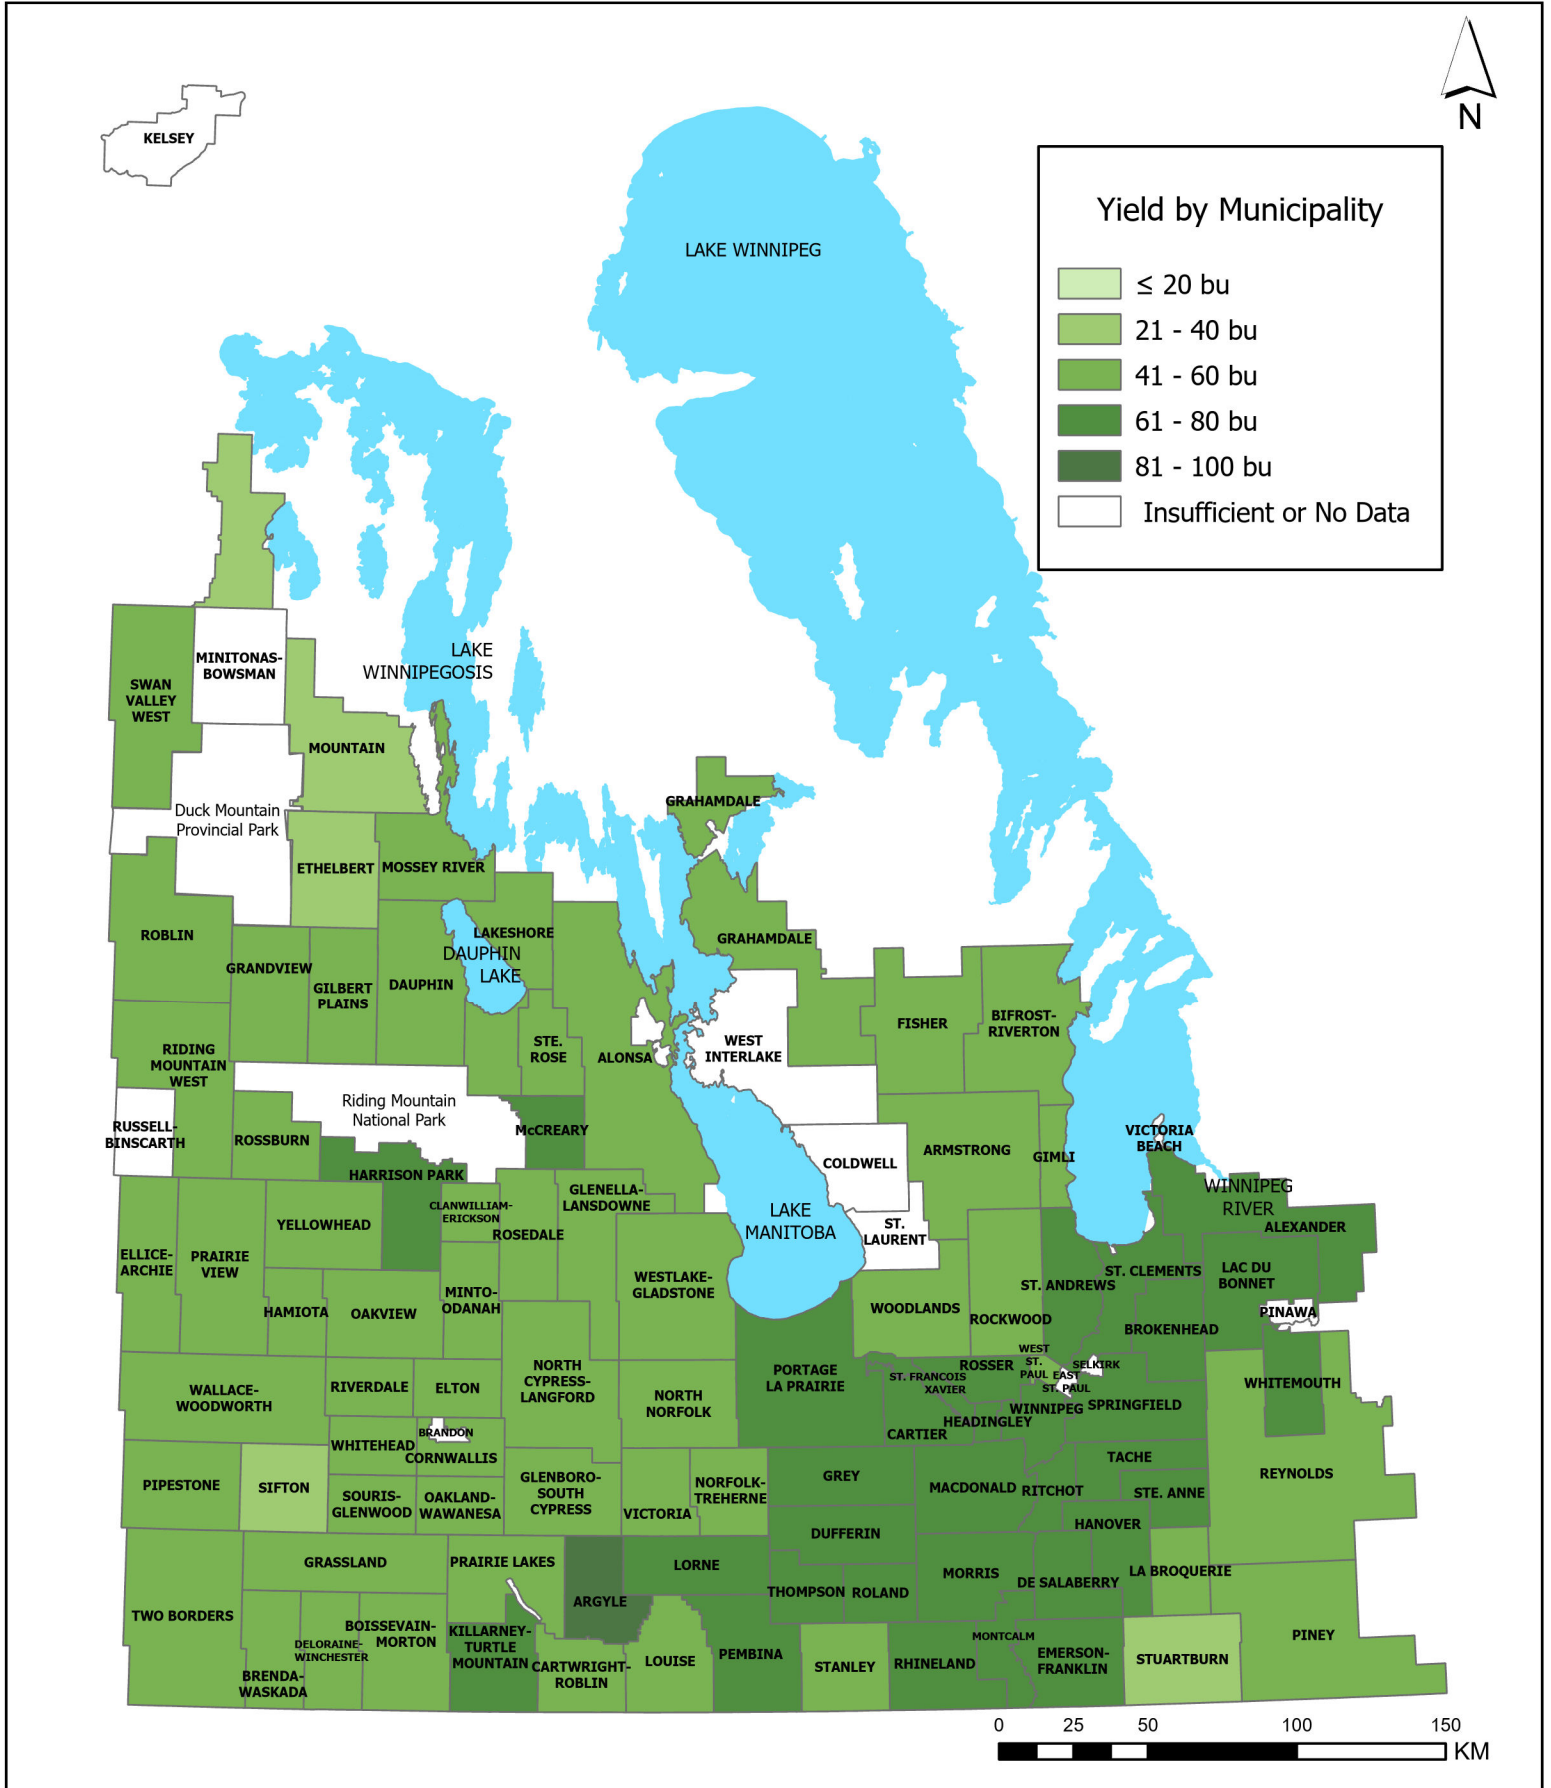 N
KELSEY
Yield by Municipality
≤ 20 bu
21 - 40 bu
41 - 60 bu
61 - 80 bu
81 - 100 bu
Insufficient or No Data
LAKE WINNIPEG
LAKE
WINNIPEGOSIS
MINITONAS-
BOWSMAN
SWAN
VALLEY
WEST
MOUNTAIN
Duck Mountain
Provincial Park
GRAHAMDALE
ETHELBERT
MOSSEY RIVER
ROBLIN
LAKESHORE
GRAHAMDALE
DAUPHIN
LAKE
GRANDVIEW
GILBERT
PLAINS
DAUPHIN
FISHER
BIFROST-
RIVERTON
STE.
ROSE
ALONSA
WEST
INTERLAKE
RIDING
MOUNTAIN
WEST
Riding Mountain
National Park
RUSSELL-
BINSCARTH
ROSSBURN
McCREARY
VICTORIA
BEACH
ARMSTRONG
GIMLI
COLDWELL
HARRISON PARK
WINNIPEG
RIVER
ALEXANDER
CLANWILLIAM-
ERICKSON
GLENELLA-
LANSDOWNE
ROSEDALE
YELLOWHEAD
LAKE
MANITOBA
ST.
LAURENT
ELLICE-
ARCHIE
PRAIRIE
VIEW
ST. CLEMENTS
LAC DU
BONNET
ST. ANDREWS
WESTLAKE-
GLADSTONE
MINTO-
ODANAH
HAMIOTA
OAKVIEW
WOODLANDS
ROCKWOOD
PINAWA
BROKENHEAD
WEST
ST.
PAUL
EAST
ST. PAUL
SELKIRK
ROSSER
ST. FRANCOIS
XAVIER
PORTAGE
LA PRAIRIE
NORTH
CYPRESS-
LANGFORD
WHITEMOUTH
WALLACE-
WOODWORTH
RIVERDALE
ELTON
NORTH
NORFOLK
WINNIPEG
SPRINGFIELD
HEADINGLEY
CARTIER
BRANDON
WHITEHEAD
CORNWALLIS
TACHE
REYNOLDS
GREY
MACDONALD
RITCHOT
STE. ANNE
PIPESTONE
SIFTON
SOURIS-
GLENWOOD
OAKLAND-
WAWANESA
GLENBORO-
SOUTH
CYPRESS
VICTORIA
NORFOLK-
TREHERNE
HANOVER
DUFFERIN
GRASSLAND
PRAIRIE LAKES
LORNE
MORRIS
DE SALABERRY
LA BROQUERIE
THOMPSON
ROLAND
ARGYLE
TWO BORDERS
BOISSEVAIN-
MORTON
DELORAINE-
WINCHESTER
BRENDA-
WASKADA
KILLARNEY-
TURTLE
MOUNTAIN
CARTWRIGHT-
ROBLIN
LOUISE
PEMBINA
STANLEY
RHINELAND
MONTCALM
EMERSON-
FRANKLIN
STUARTBURN
PINEY
0 25 50 100 150
KM